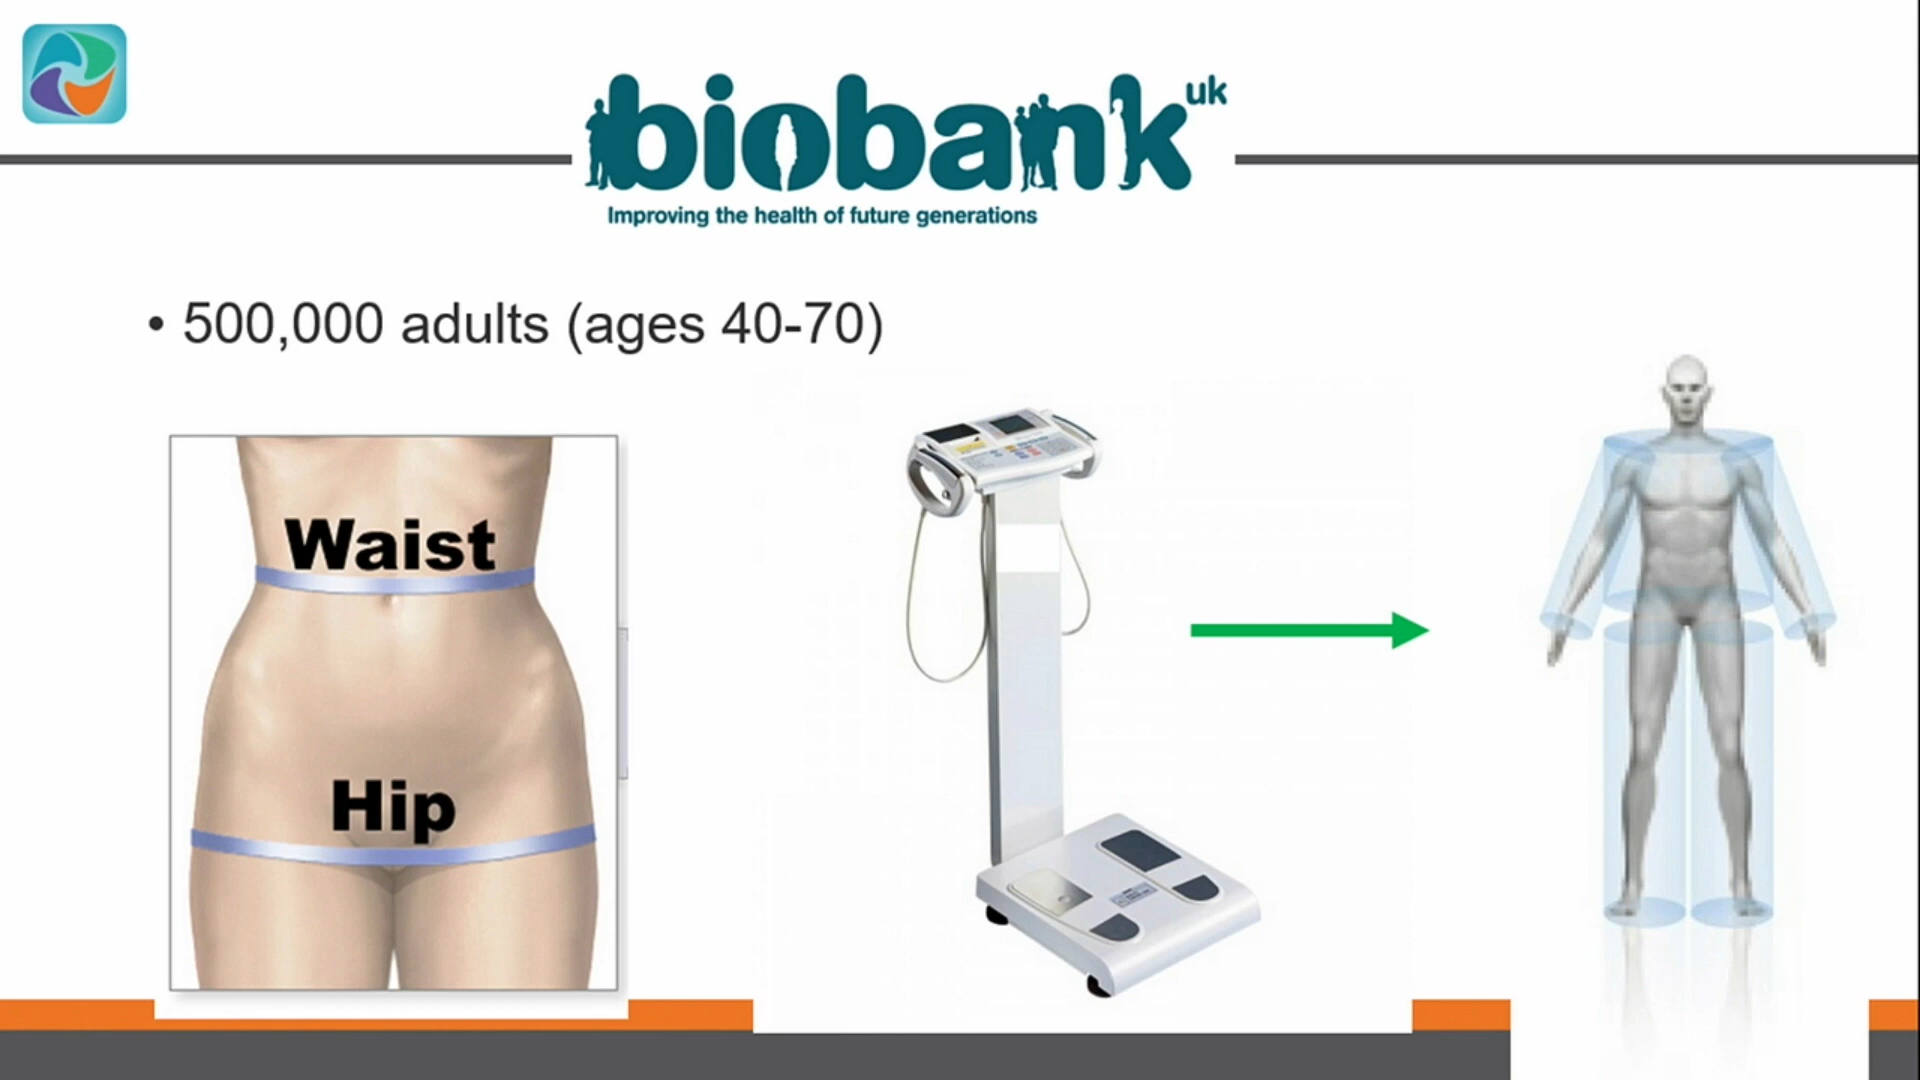 biobank uk
Improving the health of future generations
• 500,000 adults (ages 40-70)
Waist
Hip